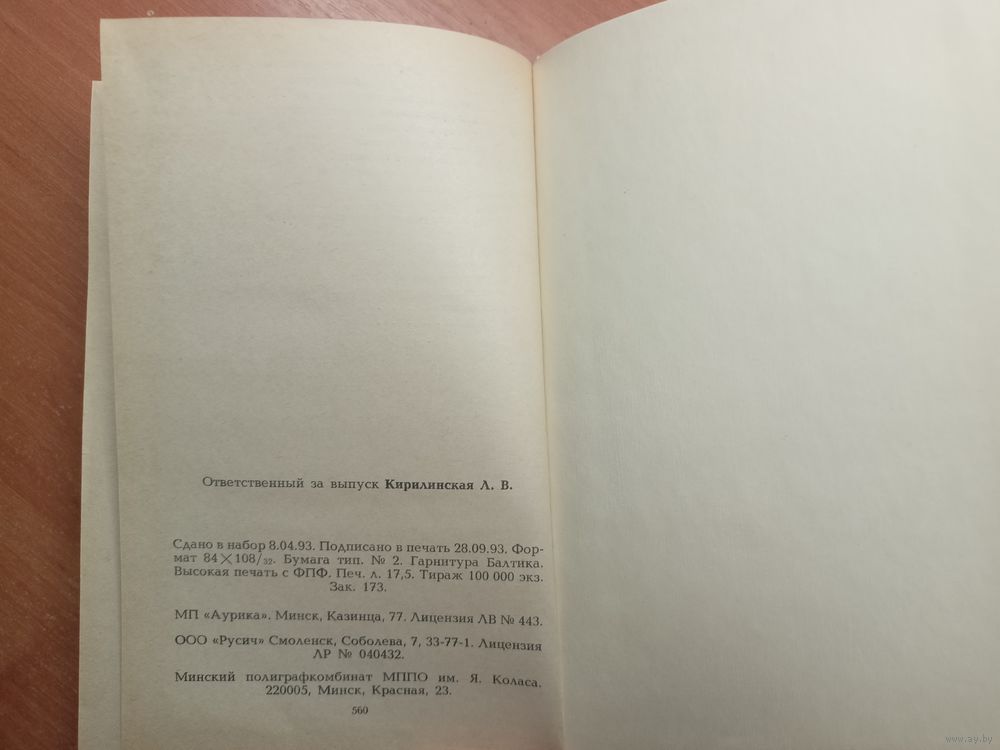 Ответственный за выпуск Кирилинская Л. В.
Сдано в набор 8.04.93. Подписано в печать 28.09.93. Фор-
мат 84×108/32. Бумага тип. № 2. Гарнитура Балтика.
Высокая печать с ФПФ. Печ. л. 17,5. Тираж 100 000 экз.
Зак. 173.
МП «Аурика». Минск, Казинца, 77. Лицензия ЛВ № 443.
ООО «Русич» Смоленск, Соболева, 7, 33-77-1. Лицензия
ЛР № 040432.
Минский полиграфкомбинат МППО им. Я. Коласа.
220005, Минск, Красная, 23.
560
www.ay.by